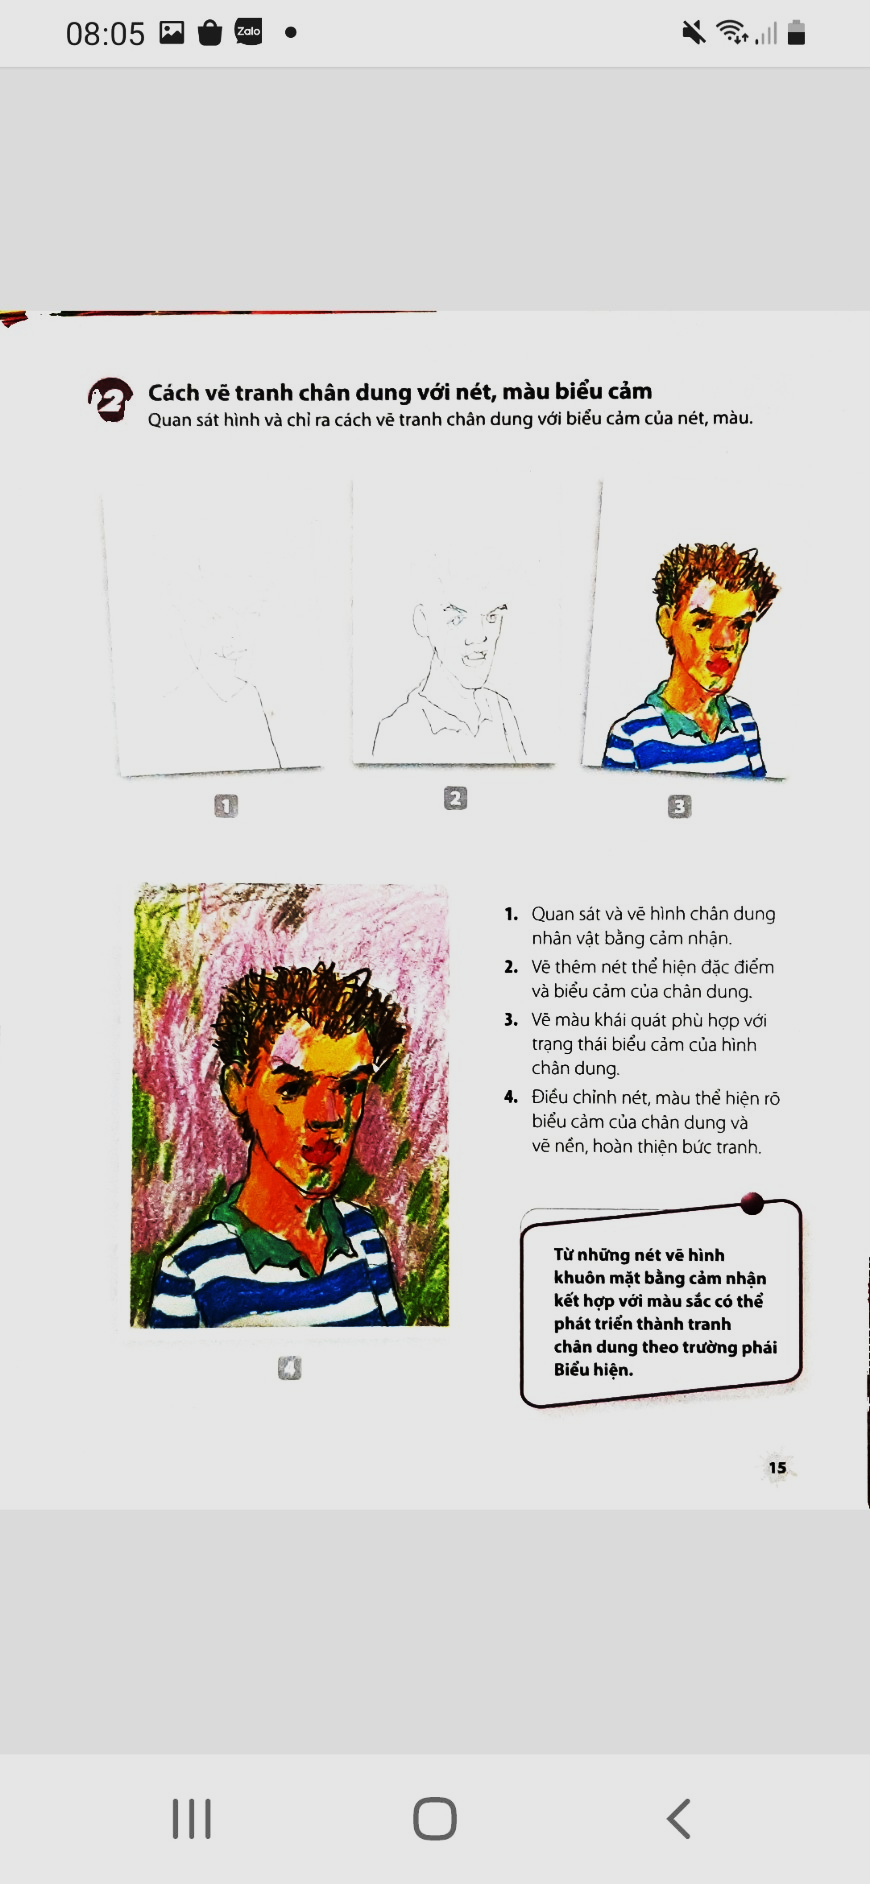 08:05
Zalo
2 Cách vẽ tranh chân dung với nét, màu biểu cảm
Quan sát hình và chỉ ra cách vẽ tranh chân dung với biểu cảm của nét, màu.
1
2
3
1. Quan sát và vẽ hình chân dung
nhân vật bằng cảm nhận.
2. Vẽ thêm nét thể hiện đặc điểm
và biểu cảm của chân dung.
3. Vẽ màu khái quát phù hợp với
trạng thái biểu cảm của hình
chân dung.
4. Điều chỉnh nét, màu thể hiện rõ
biểu cảm của chân dung và
vẽ nền, hoàn thiện bức tranh.
Từ những nét vẽ hình
khuôn mặt bằng cảm nhận
kết hợp với màu sắc có thể
phát triển thành tranh
chân dung theo trường phái
Biểu hiện.
4
15